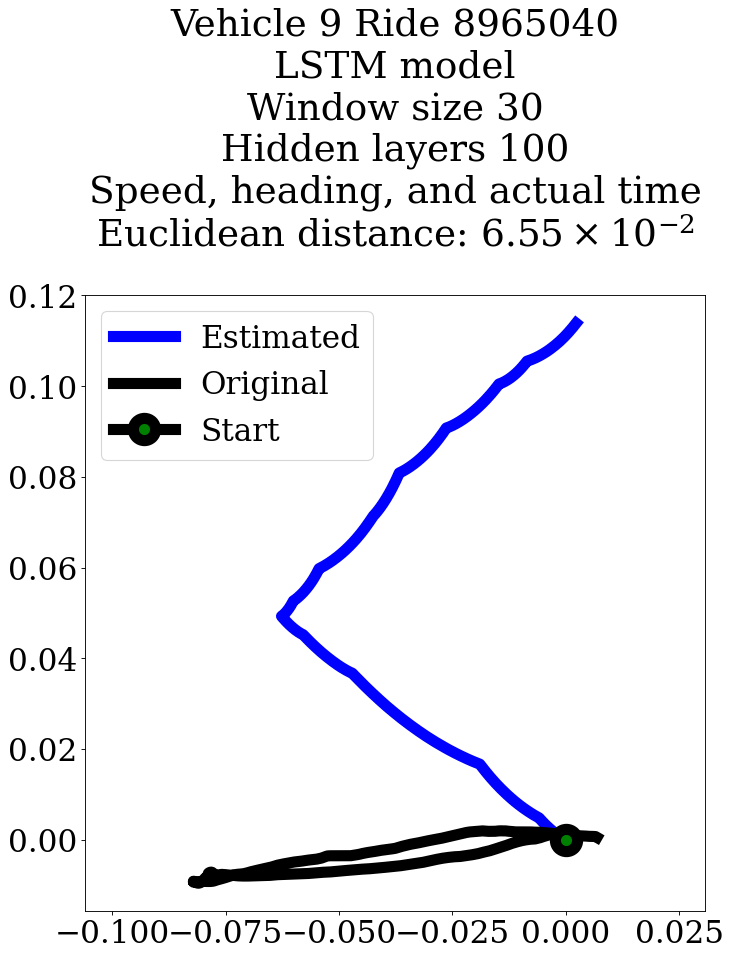 Vehicle 9 Ride 8965040
LSTM model
Window size 30
Hidden layers 100
Speed, heading, and actual time
Euclidean distance: 6.55 × 10⁻²
0.12
0.10
0.08
0.06
0.04
0.02
0.00
Estimated
Original
Start
−0.100 −0.075 −0.050 −0.025 0.000 0.025